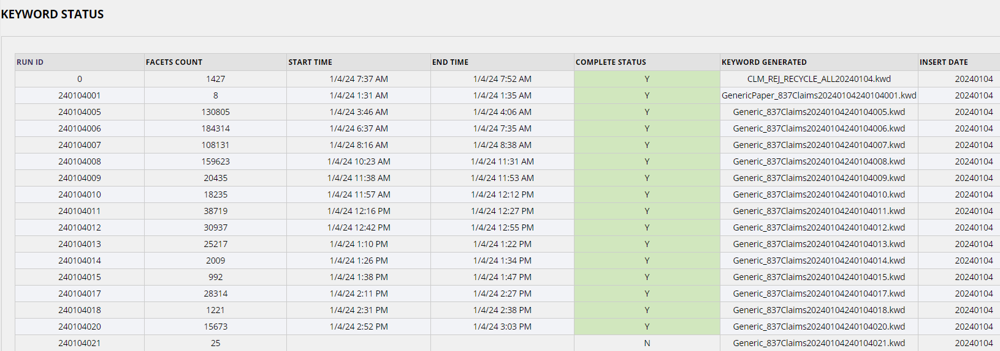 KEYWORD STATUS
RUN ID FACETS COUNT START TIME END TIME COMPLETE STATUS KEYWORD GENERATED INSERT DATE
0 1427 1/4/24 7:37 AM 1/4/24 7:52 AM Y CLM_REJ_RECYCLE_ALL20240104.kwd 20240104
240104001 8 1/4/24 1:31 AM 1/4/24 1:35 AM Y GenericPaper_837Claims20240104240104001.kwd 20240104
240104005 130805 1/4/24 3:46 AM 1/4/24 4:06 AM Y Generic_837Claims20240104240104005.kwd 20240104
240104006 184314 1/4/24 6:37 AM 1/4/24 7:35 AM Y Generic_837Claims20240104240104006.kwd 20240104
240104007 108131 1/4/24 8:16 AM 1/4/24 8:38 AM Y Generic_837Claims20240104240104007.kwd 20240104
240104008 159623 1/4/24 10:23 AM 1/4/24 11:31 AM Y Generic_837Claims20240104240104008.kwd 20240104
240104009 20435 1/4/24 11:38 AM 1/4/24 11:53 AM Y Generic_837Claims20240104240104009.kwd 20240104
240104010 18235 1/4/24 11:57 AM 1/4/24 12:12 PM Y Generic_837Claims20240104240104010.kwd 20240104
240104011 38719 1/4/24 12:16 PM 1/4/24 12:27 PM Y Generic_837Claims20240104240104011.kwd 20240104
240104012 30937 1/4/24 12:42 PM 1/4/24 12:55 PM Y Generic_837Claims20240104240104012.kwd 20240104
240104013 25217 1/4/24 1:10 PM 1/4/24 1:22 PM Y Generic_837Claims20240104240104013.kwd 20240104
240104014 2009 1/4/24 1:26 PM 1/4/24 1:34 PM Y Generic_837Claims20240104240104014.kwd 20240104
240104015 992 1/4/24 1:38 PM 1/4/24 1:47 PM Y Generic_837Claims20240104240104015.kwd 20240104
240104017 28314 1/4/24 2:11 PM 1/4/24 2:27 PM Y Generic_837Claims20240104240104017.kwd 20240104
240104018 1221 1/4/24 2:31 PM 1/4/24 2:38 PM Y Generic_837Claims20240104240104018.kwd 20240104
240104020 15673 1/4/24 2:52 PM 1/4/24 3:03 PM Y Generic_837Claims20240104240104020.kwd 20240104
240104021 25 N Generic_837Claims20240104240104021.kwd 20240104